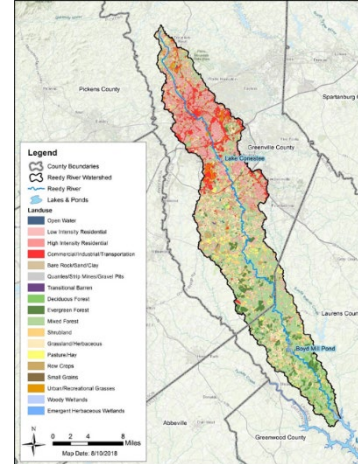 Pickens County
Spartanburg C
Greenville County
Lake Conestee
Legend
County Boundaries
Reedy River Watershed
Reedy River
Lakes & Ponds
Landuse
Open Water
Low Intensity Residential
High Intensity Residential
Commercial/Industrial/Transportation
Bare Rock/Sand/Clay
Quarries/Strip Mines/Gravel Pits
Transitional Barren
Deciduous Forest
Evergreen Forest
Mixed Forest
Shrubland
Grassland/Herbaceous
Pasture/Hay
Row Crops
Small Grains
Urban/Recreational Grasses
Woody Wetlands
Emergent Herbaceous Wetlands
Laurens County
Boyd Mill Pond
Abbeville
Greenwood County
N
0 2 4 8
Miles
Map Date: 8/10/2018